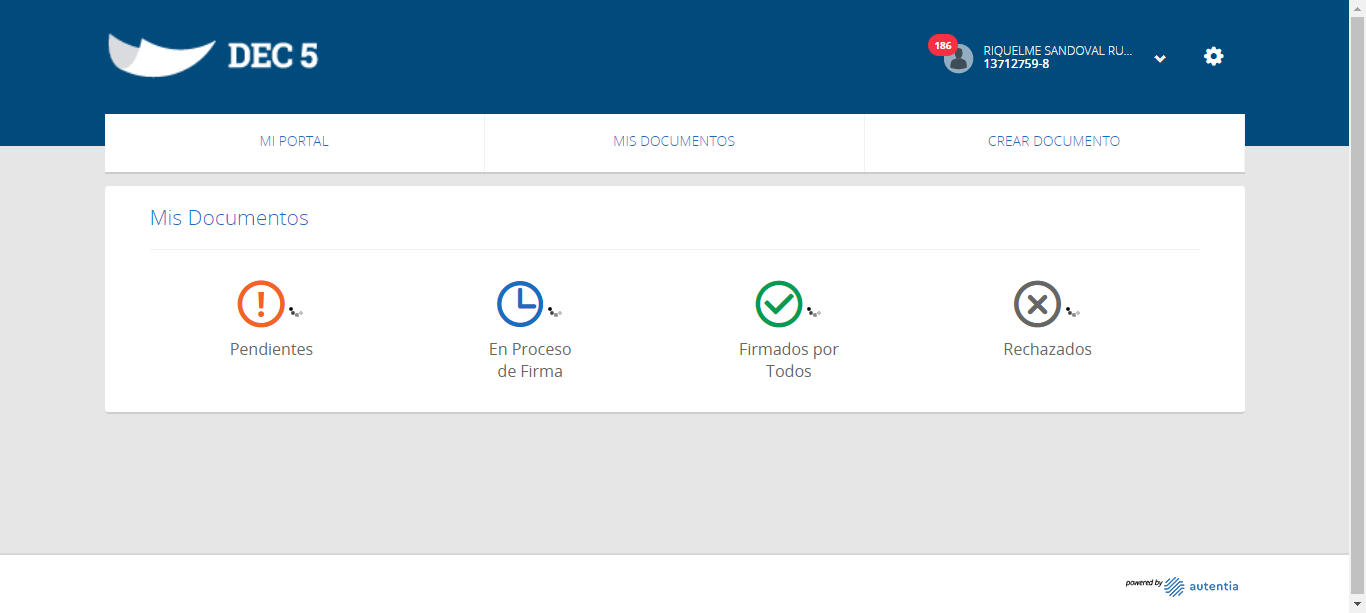 DEC 5
186
RIQUELME SANDOVAL RU...
13712759-8
MI PORTAL
MIS DOCUMENTOS
CREAR DOCUMENTO
Mis Documentos
Pendientes
En Proceso
de Firma
Firmados por
Todos
Rechazados
powered by autentia